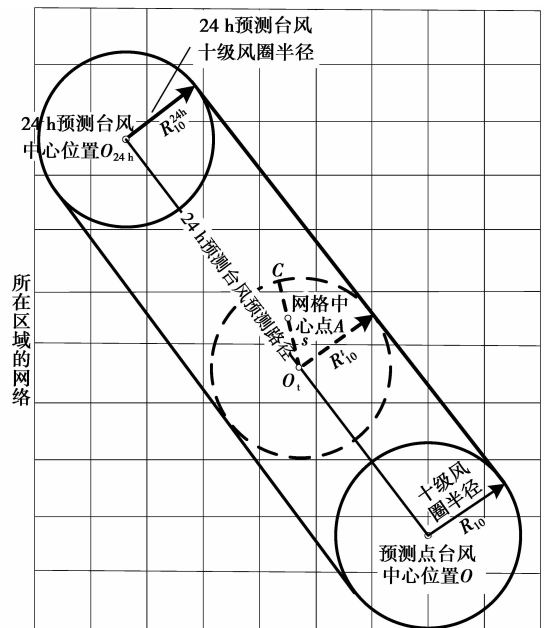 24 h预测台风
十级风圈半径
R₁₀²⁴ʰ
24 h预测台风
中心位置O₂₄ ₕ
24 h预测台风预测路径
C
网格中
心点A
s
R₁₀ᵗ
Oₜ
所在区域的网络
十级风
圈半径
R₁₀
预测点台风
中心位置O